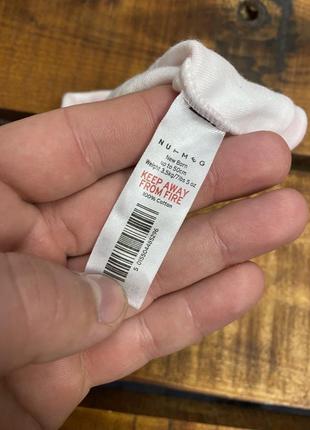 NUTMEG
New Born
up to 50cm
Weight 3.5kg/7lbs 5 oz
KEEP AWAY
FROM FIRE
100% Cotton